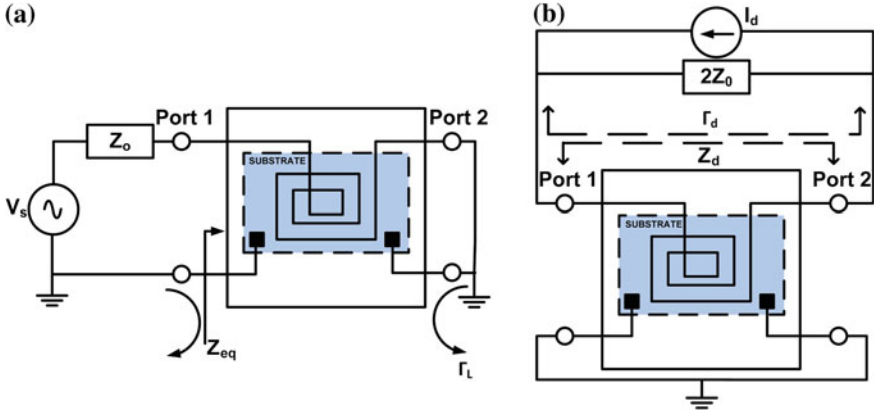 (a)
Zo
Port 1
Port 2
SUBSTRATE
Vs
Zeq
ΓL
(b)
Id
2Z0
Γd
Zd
Port 1
Port 2
SUBSTRATE